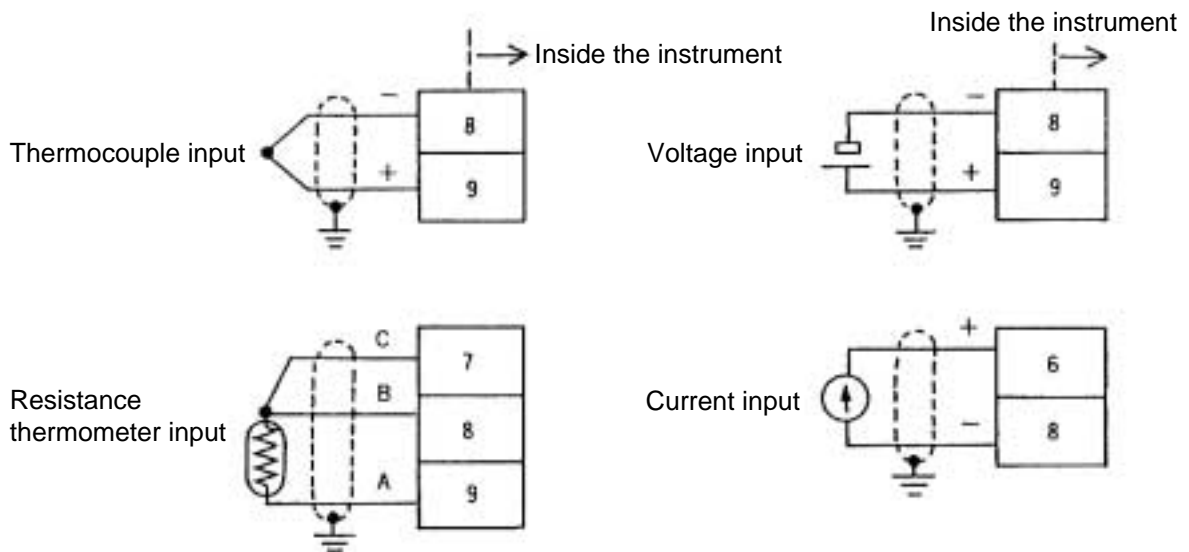 Inside the instrument
Inside the instrument
−
8
Thermocouple input
+
9
−
8
Voltage input
+
9
C
7
B
Resistance
thermometer input
8
A
9
+
6
Current input
−
8